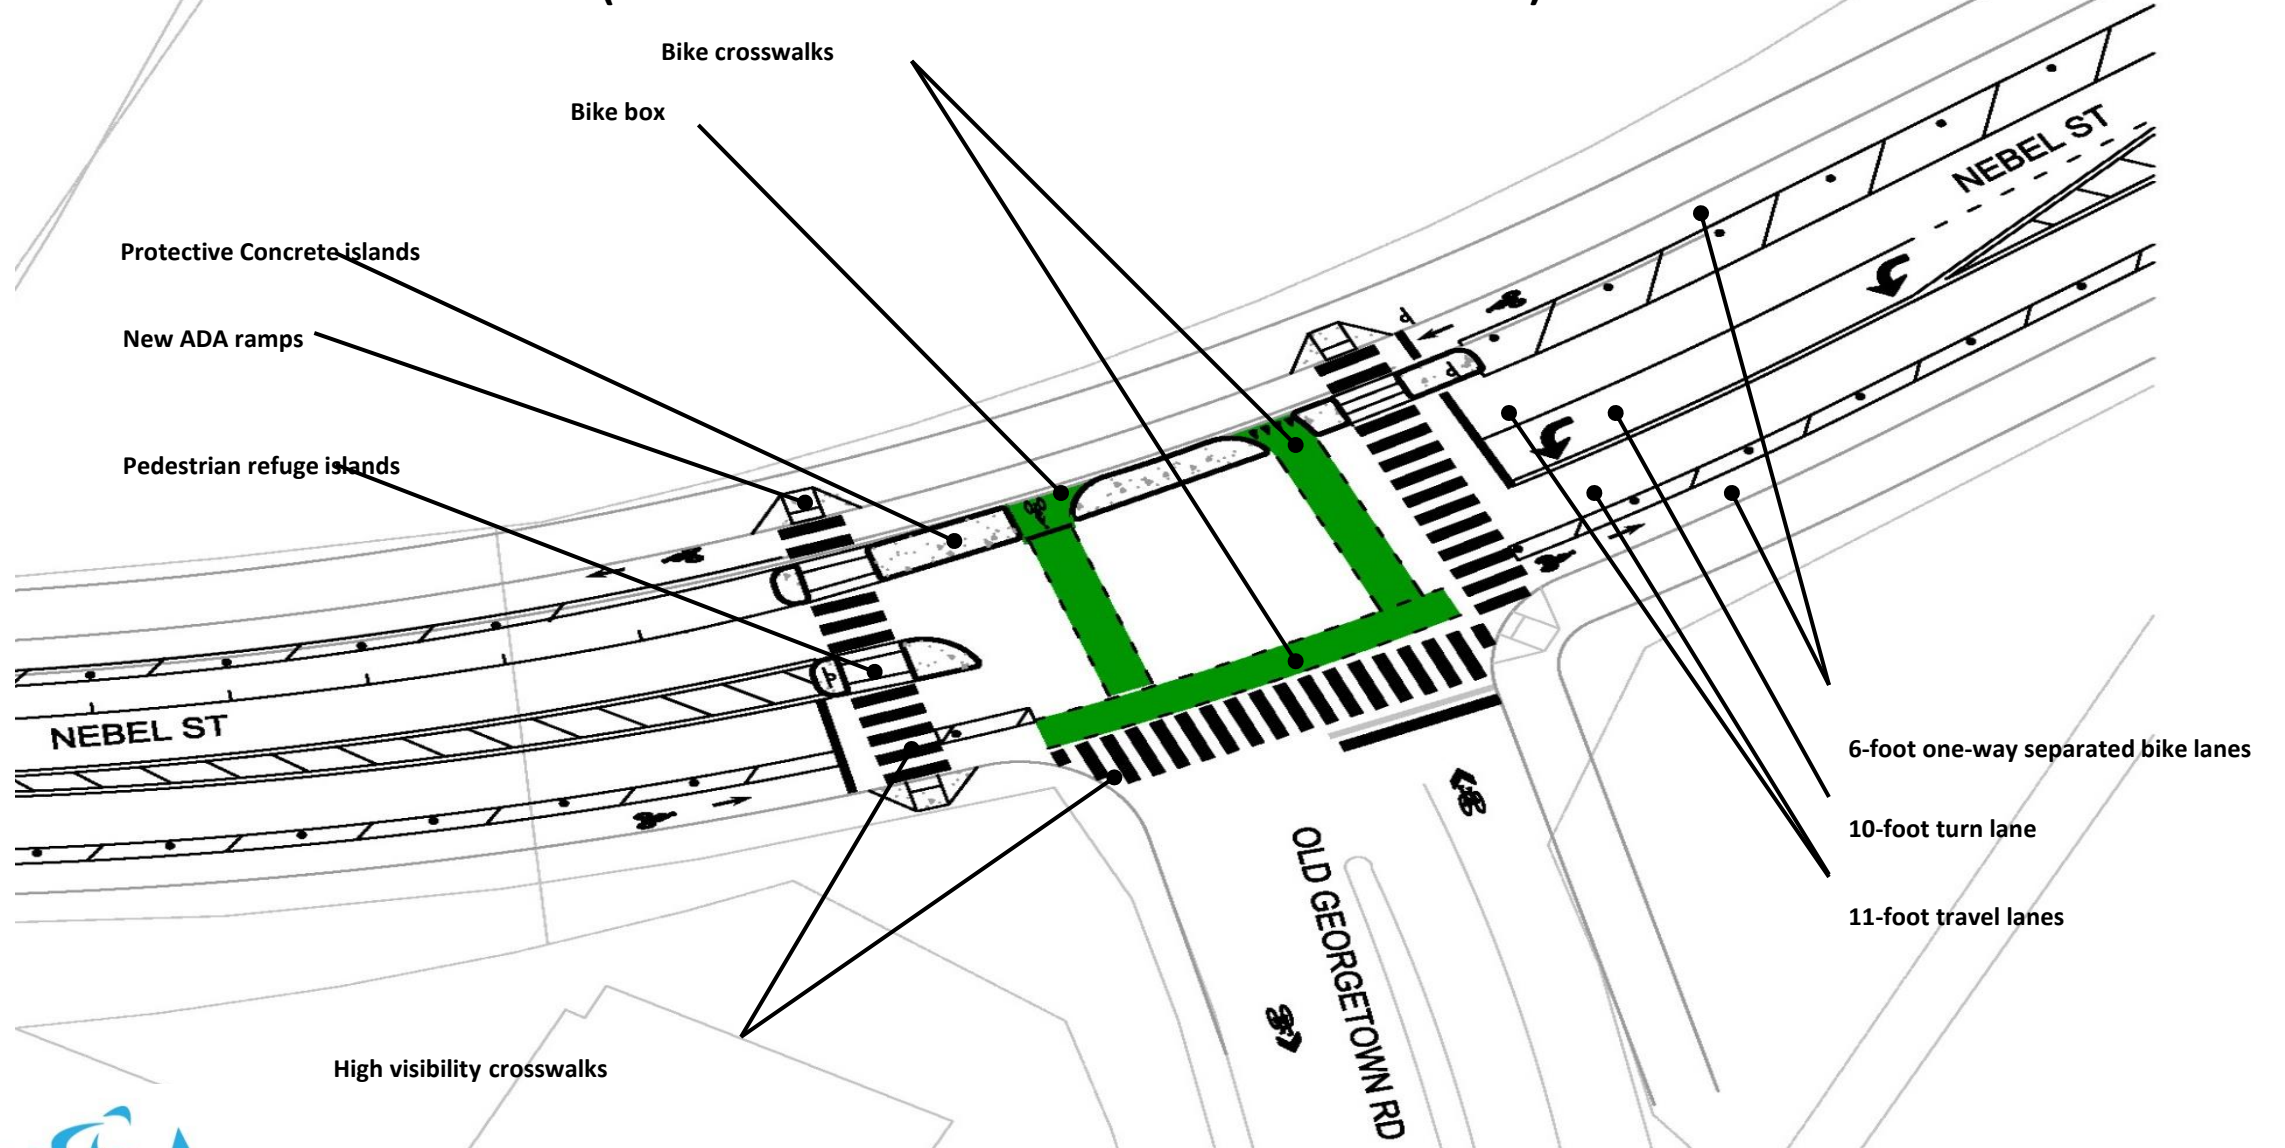 Bike crosswalks
Bike box
NEBEL ST
Protective Concrete islands
New ADA ramps
Pedestrian refuge islands
NEBEL ST
6-foot one-way separated bike lanes
10-foot turn lane
OLD GEORGETOWN RD
11-foot travel lanes
High visibility crosswalks